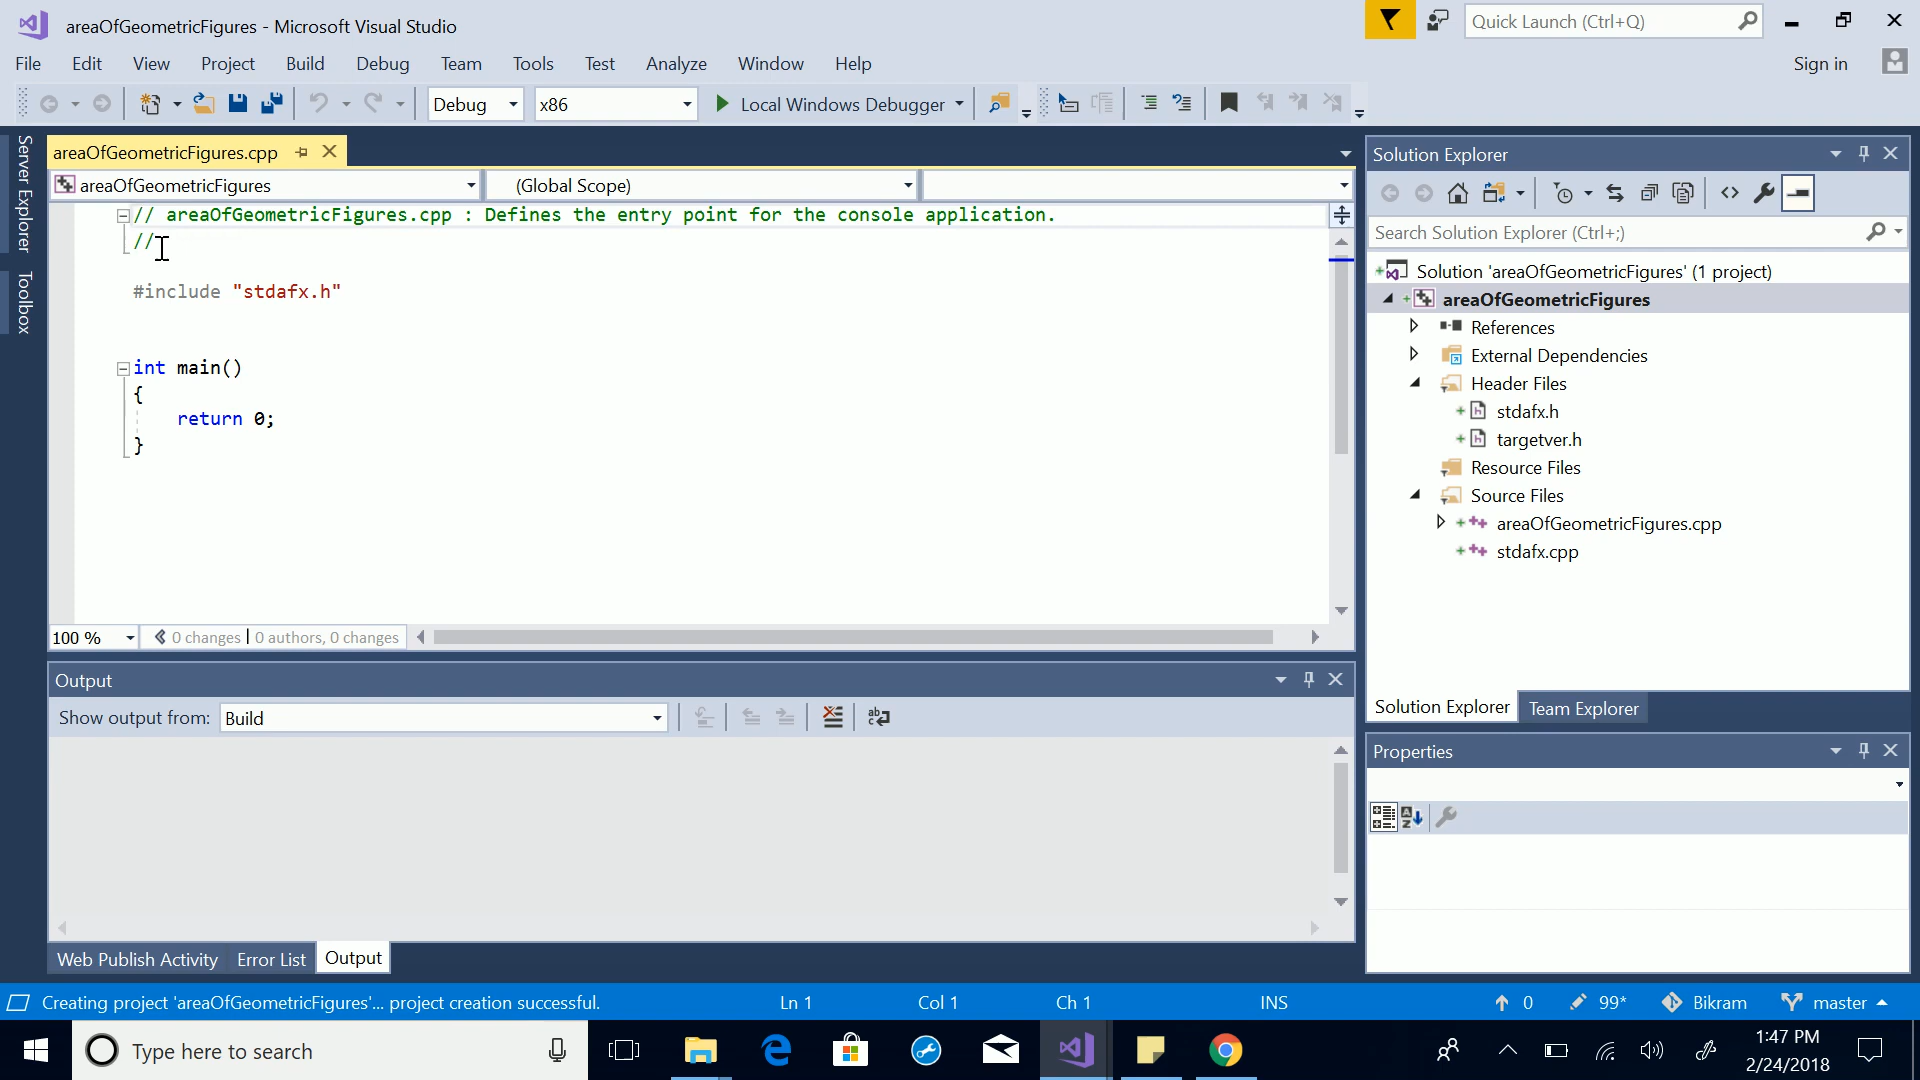 areaOfGeometricFigures - Microsoft Visual Studio
Quick Launch (Ctrl+Q)
File Edit View Project Build Debug Team Tools Test Analyze Window Help
Sign in
Debug x86 Local Windows Debugger
Server Explorer
Toolbox
areaOfGeometricFigures.cpp
areaOfGeometricFigures (Global Scope)
// areaOfGeometricFigures.cpp : Defines the entry point for the console application.
//
#include "stdafx.h"
int main()
{
return 0;
}
100 % 0 changes | 0 authors, 0 changes
Output
Show output from: Build
Web Publish Activity Error List Output
Solution Explorer
Search Solution Explorer (Ctrl+;)
Solution 'areaOfGeometricFigures' (1 project)
areaOfGeometricFigures
References
External Dependencies
Header Files
stdafx.h
targetver.h
Resource Files
Source Files
areaOfGeometricFigures.cpp
stdafx.cpp
Solution Explorer Team Explorer
Properties
Creating project 'areaOfGeometricFigures'... project creation successful. Ln 1 Col 1 Ch 1 INS 0 99* Bikram master
Type here to search
1:47 PM
2/24/2018